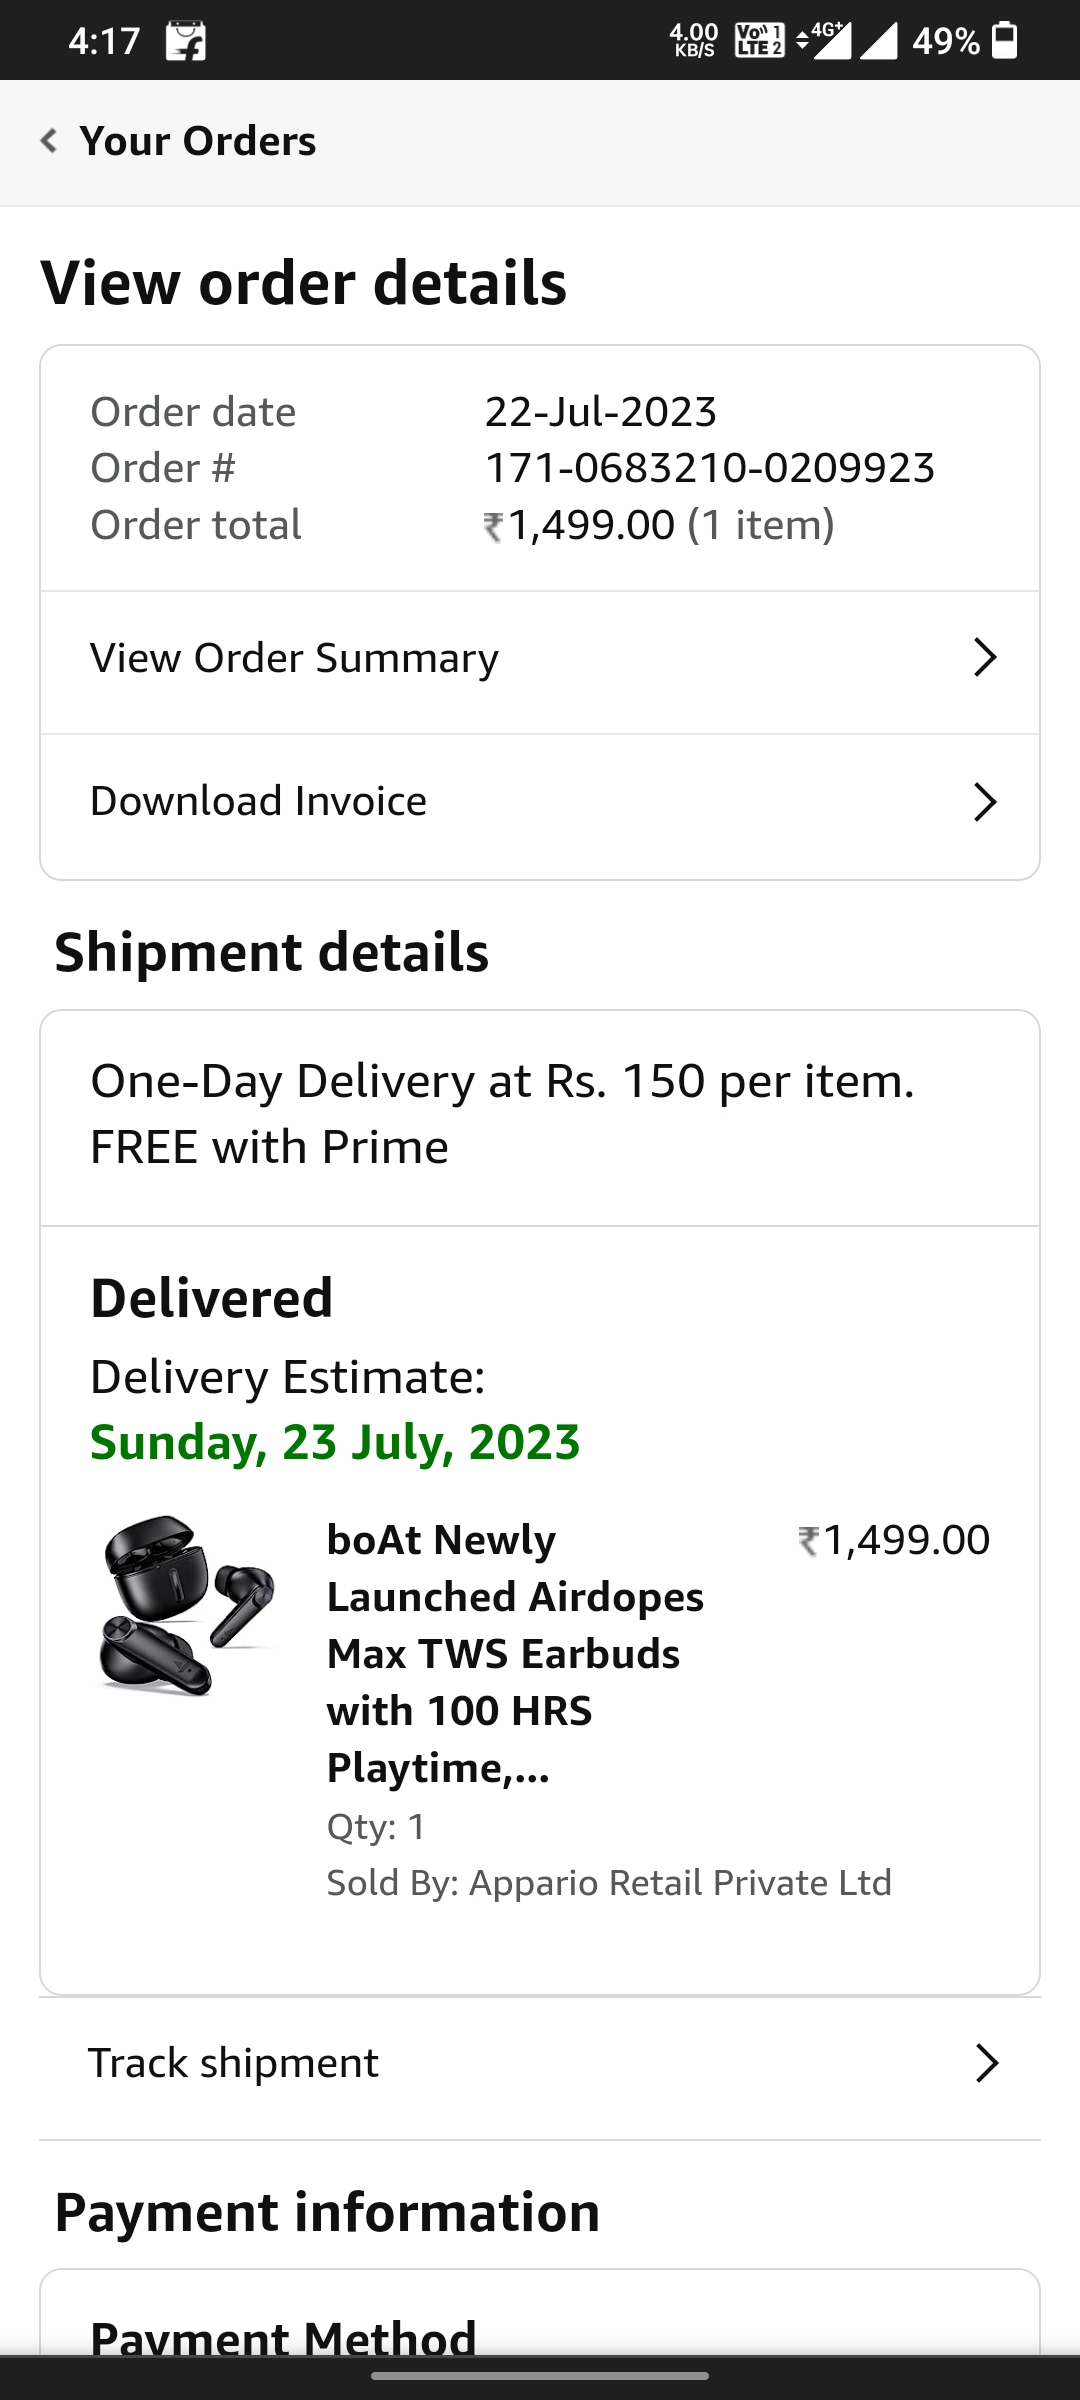 4:17 4.00 KB/S Vo)) 1 LTE 2 4G+ 49%
Your Orders
View order details
Order date 22-Jul-2023
Order # 171-0683210-0209923
Order total ₹1,499.00 (1 item)
View Order Summary
Download Invoice
Shipment details
One-Day Delivery at Rs. 150 per item.
FREE with Prime
Delivered
Delivery Estimate:
Sunday, 23 July, 2023
boAt Newly ₹1,499.00
Launched Airdopes
Max TWS Earbuds
with 100 HRS
Playtime,...
Qty: 1
Sold By: Appario Retail Private Ltd
Track shipment
Payment information
Payment Method